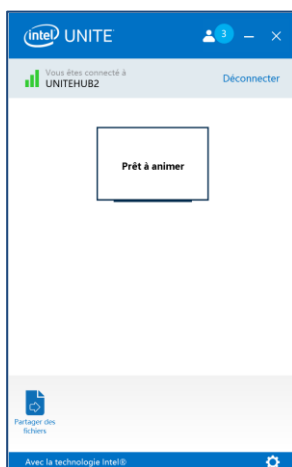 intel UNITE
3
Vous êtes connecté à
UNITEHUB2
Déconnecter
Prêt à animer
Partager des
fichiers
Avec la technologie Intel®